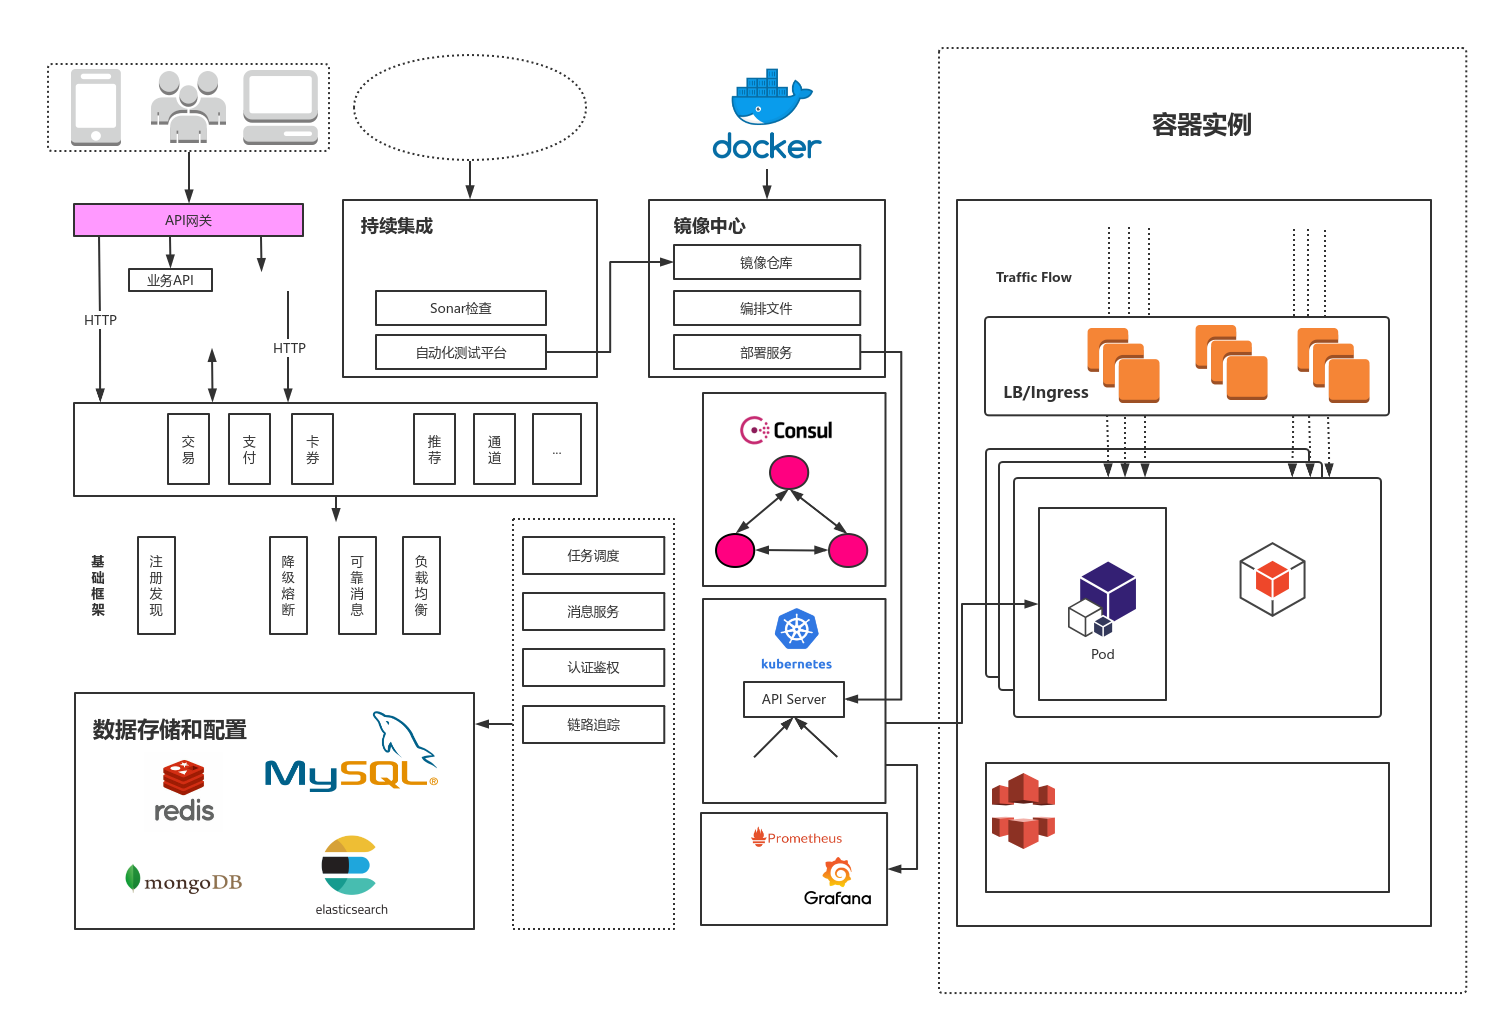 API网关
业务API
HTTP
HTTP
交易
支付
卡券
推荐
通道
...
基础框架
注册发现
降级熔断
可靠消息
负载均衡
数据存储和配置
redis
MySQL®
mongoDB
elasticsearch
任务调度
消息服务
认证鉴权
链路追踪
持续集成
Sonar检查
自动化测试平台
docker
镜像中心
镜像仓库
编排文件
部署服务
Consul
kubernetes
API Server
Prometheus
Grafana
容器实例
Traffic Flow
LB/Ingress
Pod